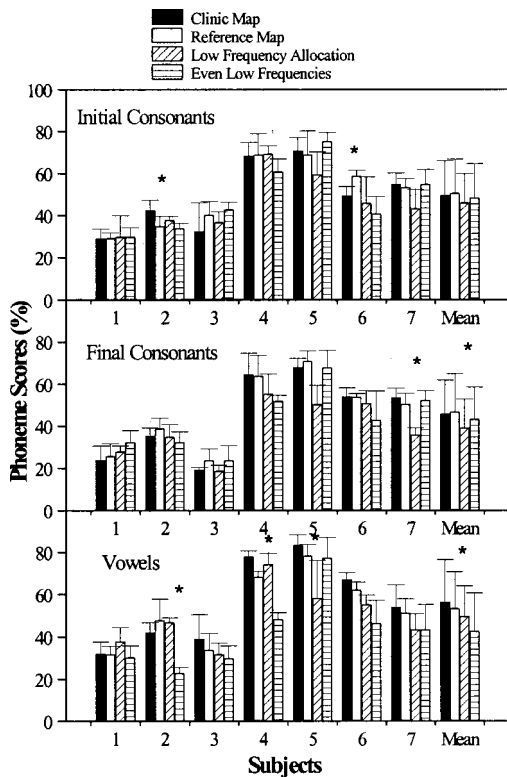 Clinic Map
Reference Map
Low Frequency Allocation
Even Low Frequencies
Phoneme Scores (%)
100
80
60
40
20
0
Initial Consonants
*
*
1 2 3 4 5 6 7 Mean
80
60
40
20
0
Final Consonants
*
*
1 2 3 4 5 6 7 Mean
80
60
40
20
0
Vowels
*
*
*
*
1 2 3 4 5 6 7 Mean
Subjects